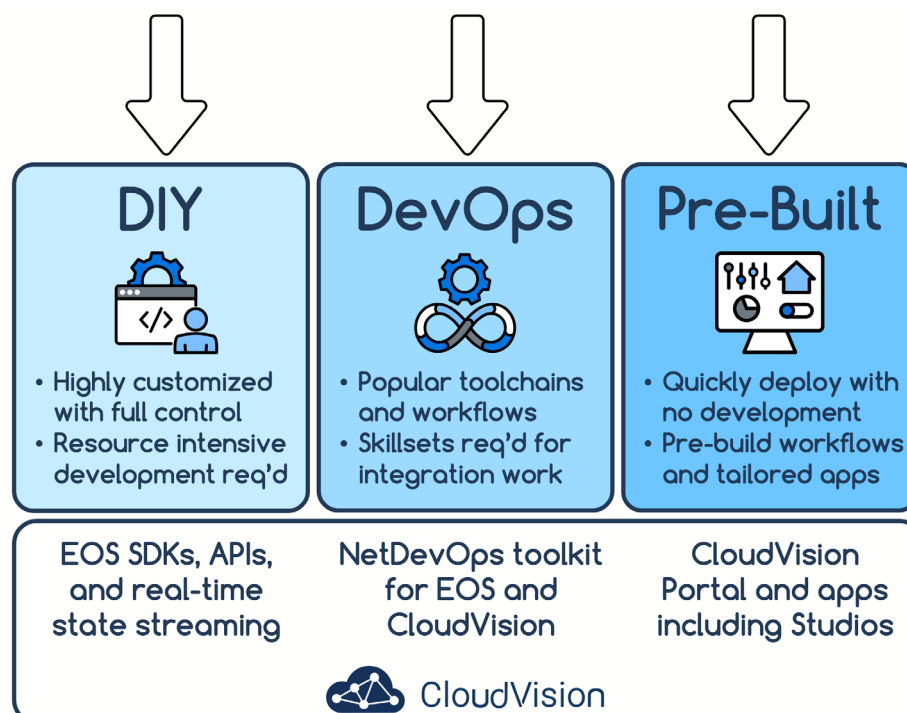 DIY
</>
• Highly customized
with full control
• Resource intensive
development req'd
DevOps
• Popular toolchains
and workflows
• Skillsets req'd for
integration work
Pre-Built
• Quickly deploy with
no development
• Pre-build workflows
and tailored apps
EOS SDKs, APIs,
and real-time
state streaming
NetDevOps toolkit
for EOS and
CloudVision
CloudVision
Portal and apps
including Studios
CloudVision